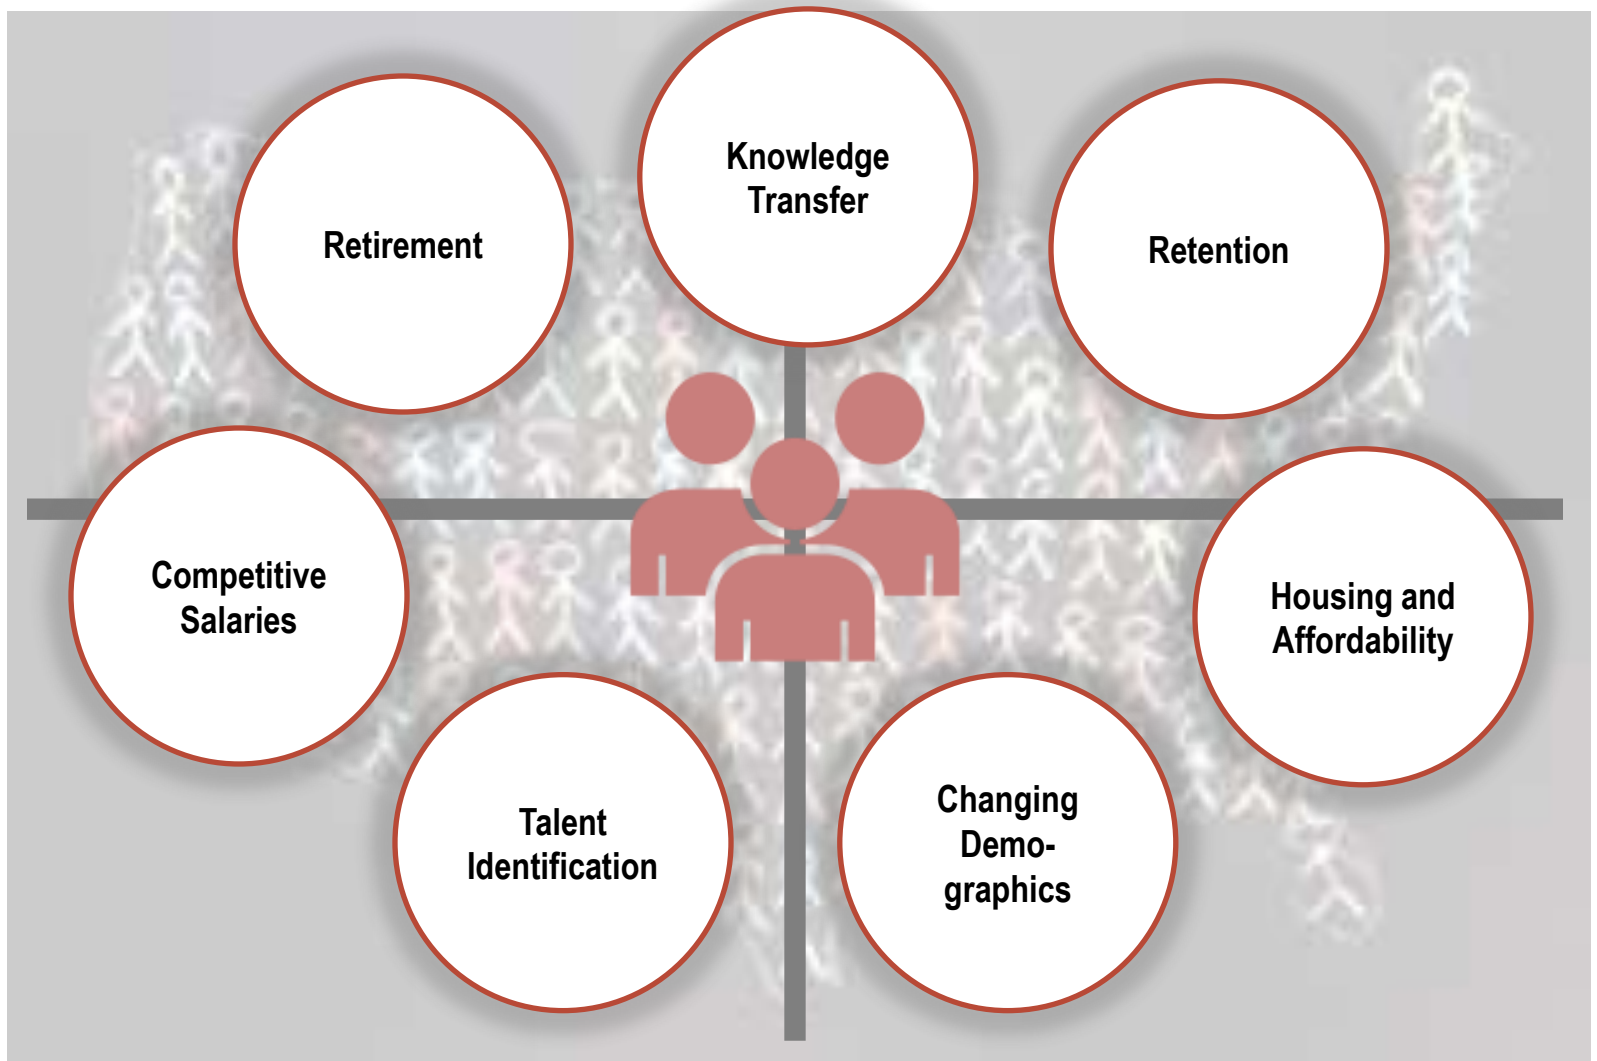 Knowledge
Transfer
Retirement
Retention
Competitive
Salaries
Housing and
Affordability
Talent
Identification
Changing
Demo-
graphics